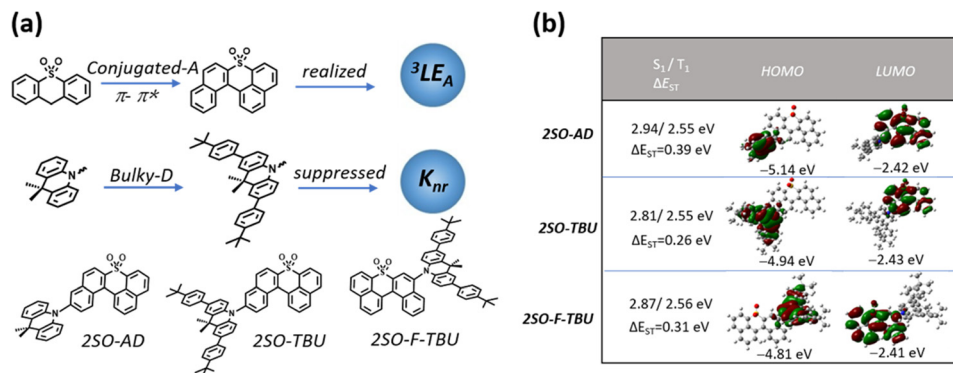 (a)
O O
S
Conjugated-A
π- π*
O O
S
realized
³LE_A
N
Bulky-D
N
suppressed
K_nr
O O
S
N
2SO-AD
O O
S
N
2SO-TBU
O O
S
N
2SO-F-TBU
(b)
S₁ / T₁
ΔE_ST
HOMO
LUMO
2SO-AD
2.94/ 2.55 eV
ΔE_ST=0.39 eV
−5.14 eV
−2.42 eV
2SO-TBU
2.81/ 2.55 eV
ΔE_ST=0.26 eV
−4.94 eV
−2.43 eV
2SO-F-TBU
2.87/ 2.56 eV
ΔE_ST=0.31 eV
−4.81 eV
−2.41 eV